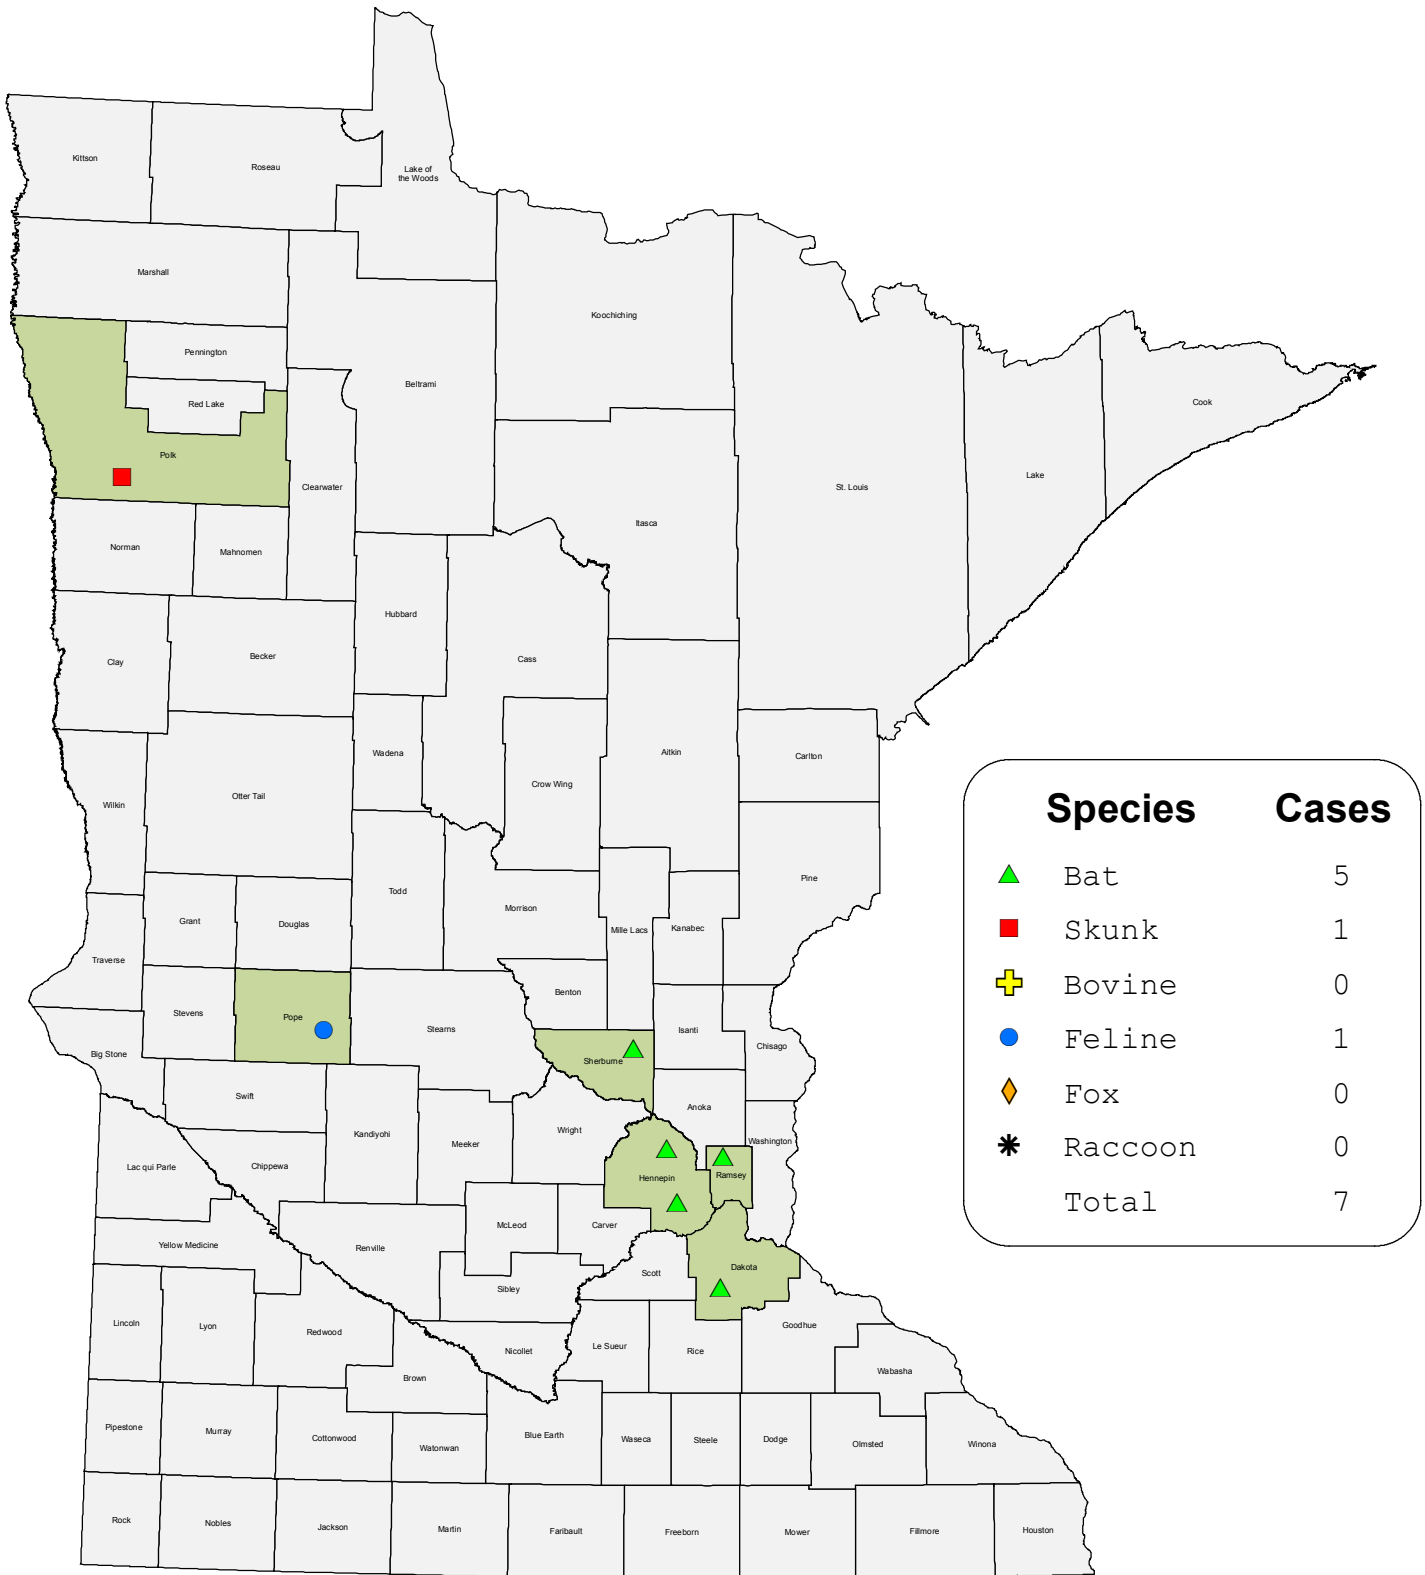 Kittson
Roseau
Lake of
the Woods
Marshall
Koochiching
Pennington
Beltrami
Red Lake
Cook
Polk
Lake
Clearwater
St. Louis
Itasca
Norman
Mahnomen
Hubbard
Becker
Cass
Clay
Wadena
Aitkin
Carlton
Crow Wing
Otter Tail
Wilkin
Species Cases
Bat 5
Skunk 1
Bovine 0
Feline 1
Fox 0
Raccoon 0
Total 7
Pine
Todd
Morrison
Grant
Douglas
Mille Lacs
Kanabec
Traverse
Benton
Stevens
Pope
Stearns
Isanti
Chisago
Big Stone
Sherburne
Swift
Anoka
Wright
Kandiyohi
Meeker
Washington
Lac qui Parle
Chippewa
Hennepin
Ramsey
McLeod
Carver
Yellow Medicine
Renville
Dakota
Scott
Sibley
Lincoln
Lyon
Redwood
Goodhue
Nicollet
Le Sueur
Rice
Brown
Wabasha
Pipestone
Murray
Cottonwood
Watonwan
Blue Earth
Waseca
Steele
Dodge
Olmsted
Winona
Rock
Nobles
Jackson
Martin
Faribault
Freeborn
Mower
Fillmore
Houston